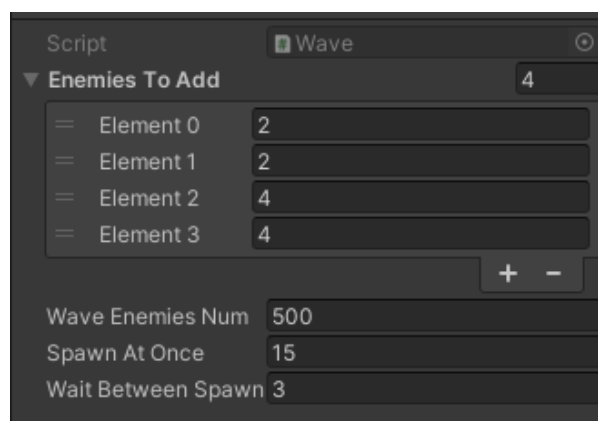 Script Wave
Enemies To Add 4
Element 0 2
Element 1 2
Element 2 4
Element 3 4
+ -
Wave Enemies Num 500
Spawn At Once 15
Wait Between Spawn 3